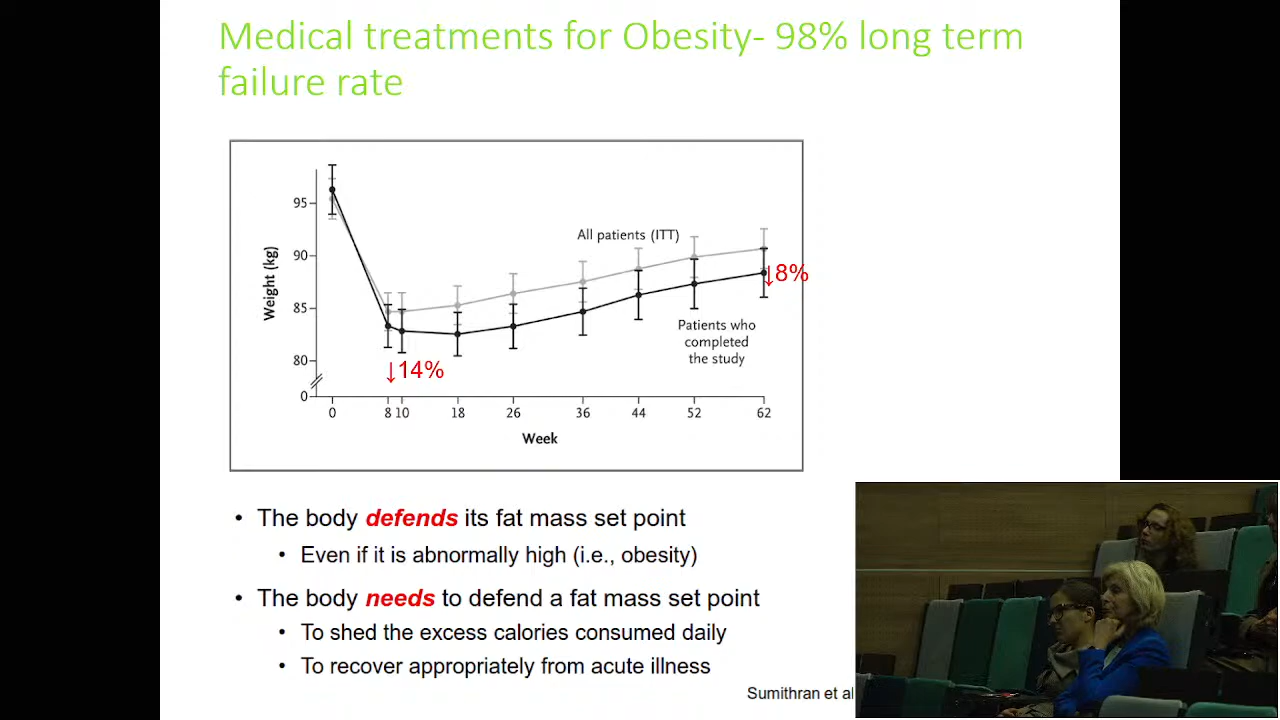 Medical treatments for Obesity- 98% long term
failure rate
95
90
85
80
0
Weight (kg)
All patients (ITT)
↓8%
Patients who
completed
the study
↓14%
0 8 10 18 26 36 44 52 62
Week
• The body defends its fat mass set point
• Even if it is abnormally high (i.e., obesity)
• The body needs to defend a fat mass set point
• To shed the excess calories consumed daily
• To recover appropriately from acute illness
Sumithran et al